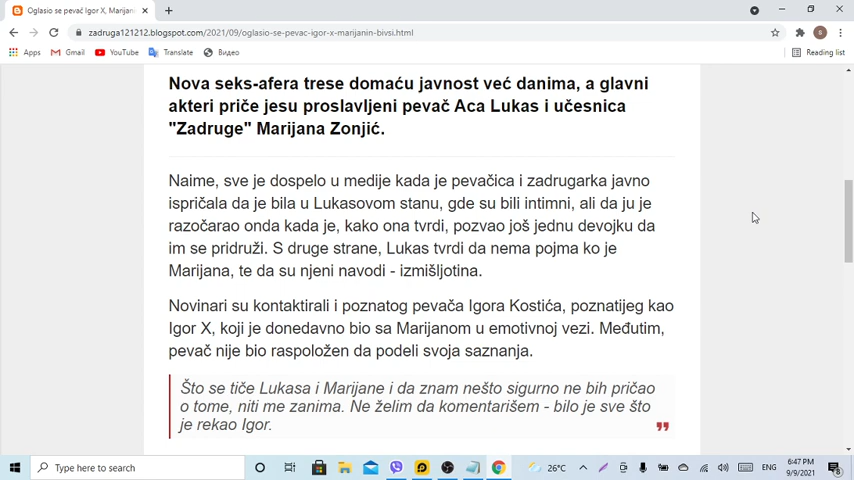 Oglasio se pevač Igor X, Marijan
zadruga121212.blogspot.com/2021/09/oglasio-se-pevac-igor-x-marijanin-bivsi.html
Apps Gmail YouTube Translate Видео Reading list
Nova seks-afera trese domaću javnost već danima, a glavni
akteri priče jesu proslavljeni pevač Aca Lukas i učesnica
"Zadruge" Marijana Zonjić.
Naime, sve je dospelo u medije kada je pevačica i zadrugarka javno
ispričala da je bila u Lukasovom stanu, gde su bili intimni, ali da ju je
razočarao onda kada je, kako ona tvrdi, pozvao još jednu devojku da
im se pridruži. S druge strane, Lukas tvrdi da nema pojma ko je
Marijana, te da su njeni navodi - izmišljotina.
Novinari su kontaktirali i poznatog pevača Igora Kostića, poznatijeg kao
Igor X, koji je donedavno bio sa Marijanom u emotivnoj vezi. Međutim,
pevač nije bio raspoložen da podeli svoja saznanja.
Što se tiče Lukasa i Marijane i da znam nešto sigurno ne bih pričao
o tome, niti me zanima. Ne želim da komentarišem - bilo je sve što
je rekao Igor.
Type here to search
26°C
ENG
6:47 PM
9/9/2021